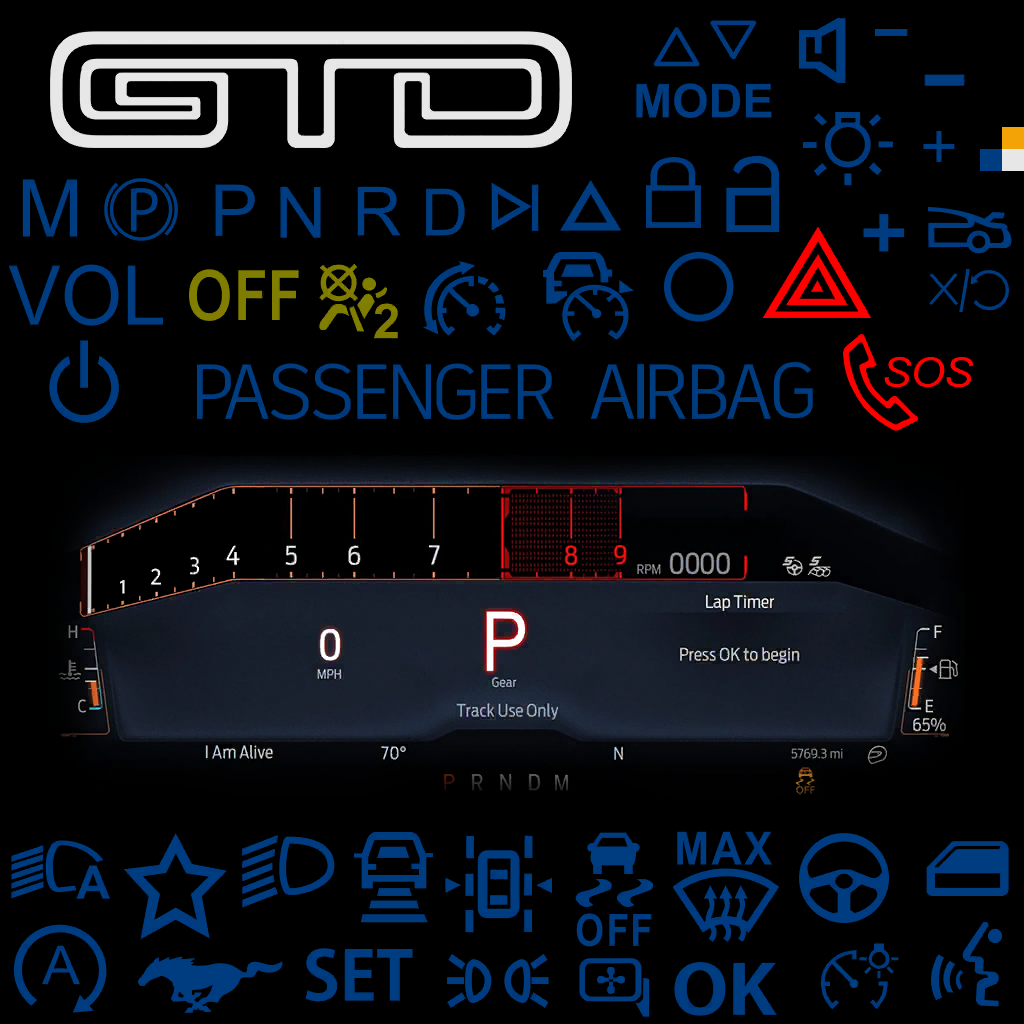 GTD
MODE
M P P N R D
VOL OFF 2
PASSENGER AIRBAG SOS
1 2 3 4 5 6 7 8 9 RPM 0000
5 5
Lap Timer
H 0 P Press OK to begin F
MPH Gear
C Track Use Only E
65%
I Am Alive 70° N 5769.3 mi
P R N D M
OFF
A MAX
OFF
A SET OK